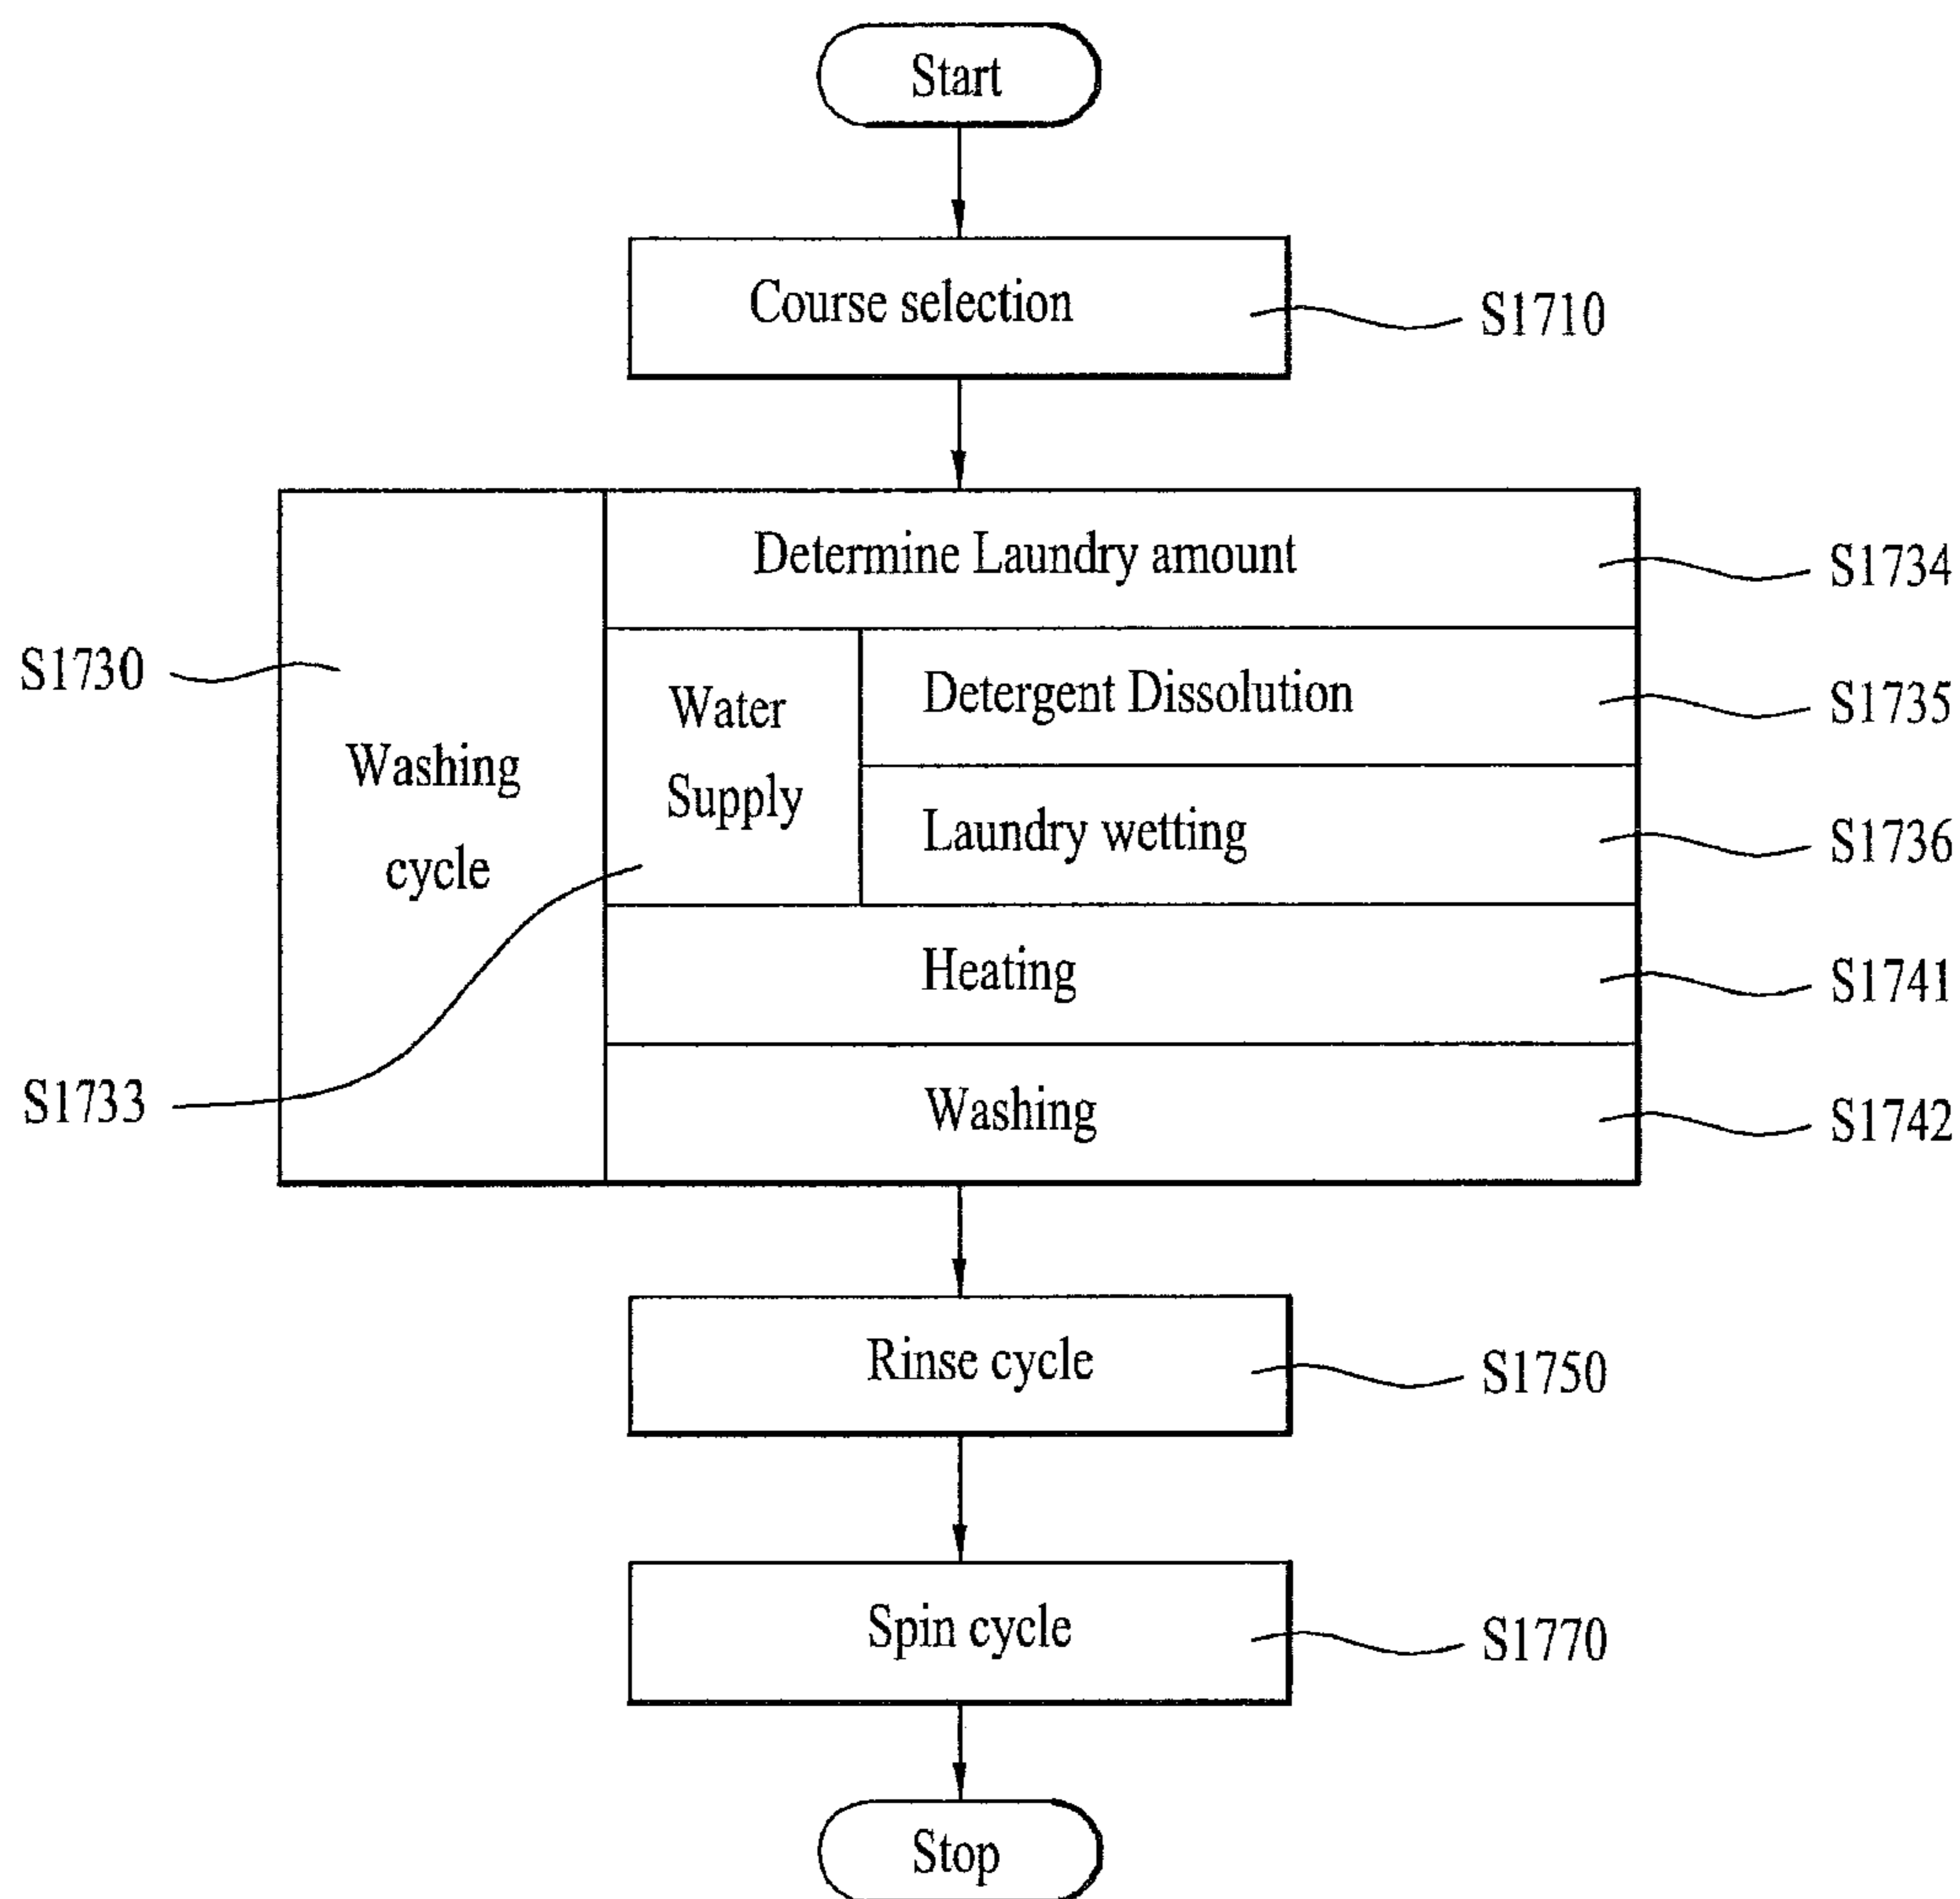 Start
Course selection
S1710
Determine Laundry amount
S1734
S1730
Washing
cycle
Water
Supply
Detergent Dissolution
S1735
Laundry wetting
S1736
Heating
S1741
S1733
Washing
S1742
Rinse cycle
S1750
Spin cycle
S1770
Stop